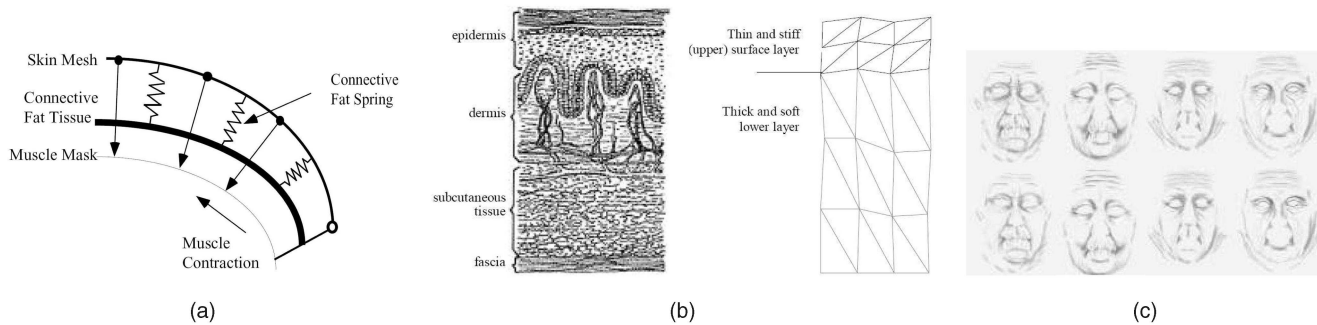 (a)
Skin Mesh
Connective
Fat Tissue
Muscle Mask
Connective
Fat Spring
Muscle
Contraction
(b)
epidermis
dermis
subcutaneous
tissue
fascia
Thin and stiff
(upper) surface layer
Thick and soft
lower layer
(c)
(a)
(b)
(c)